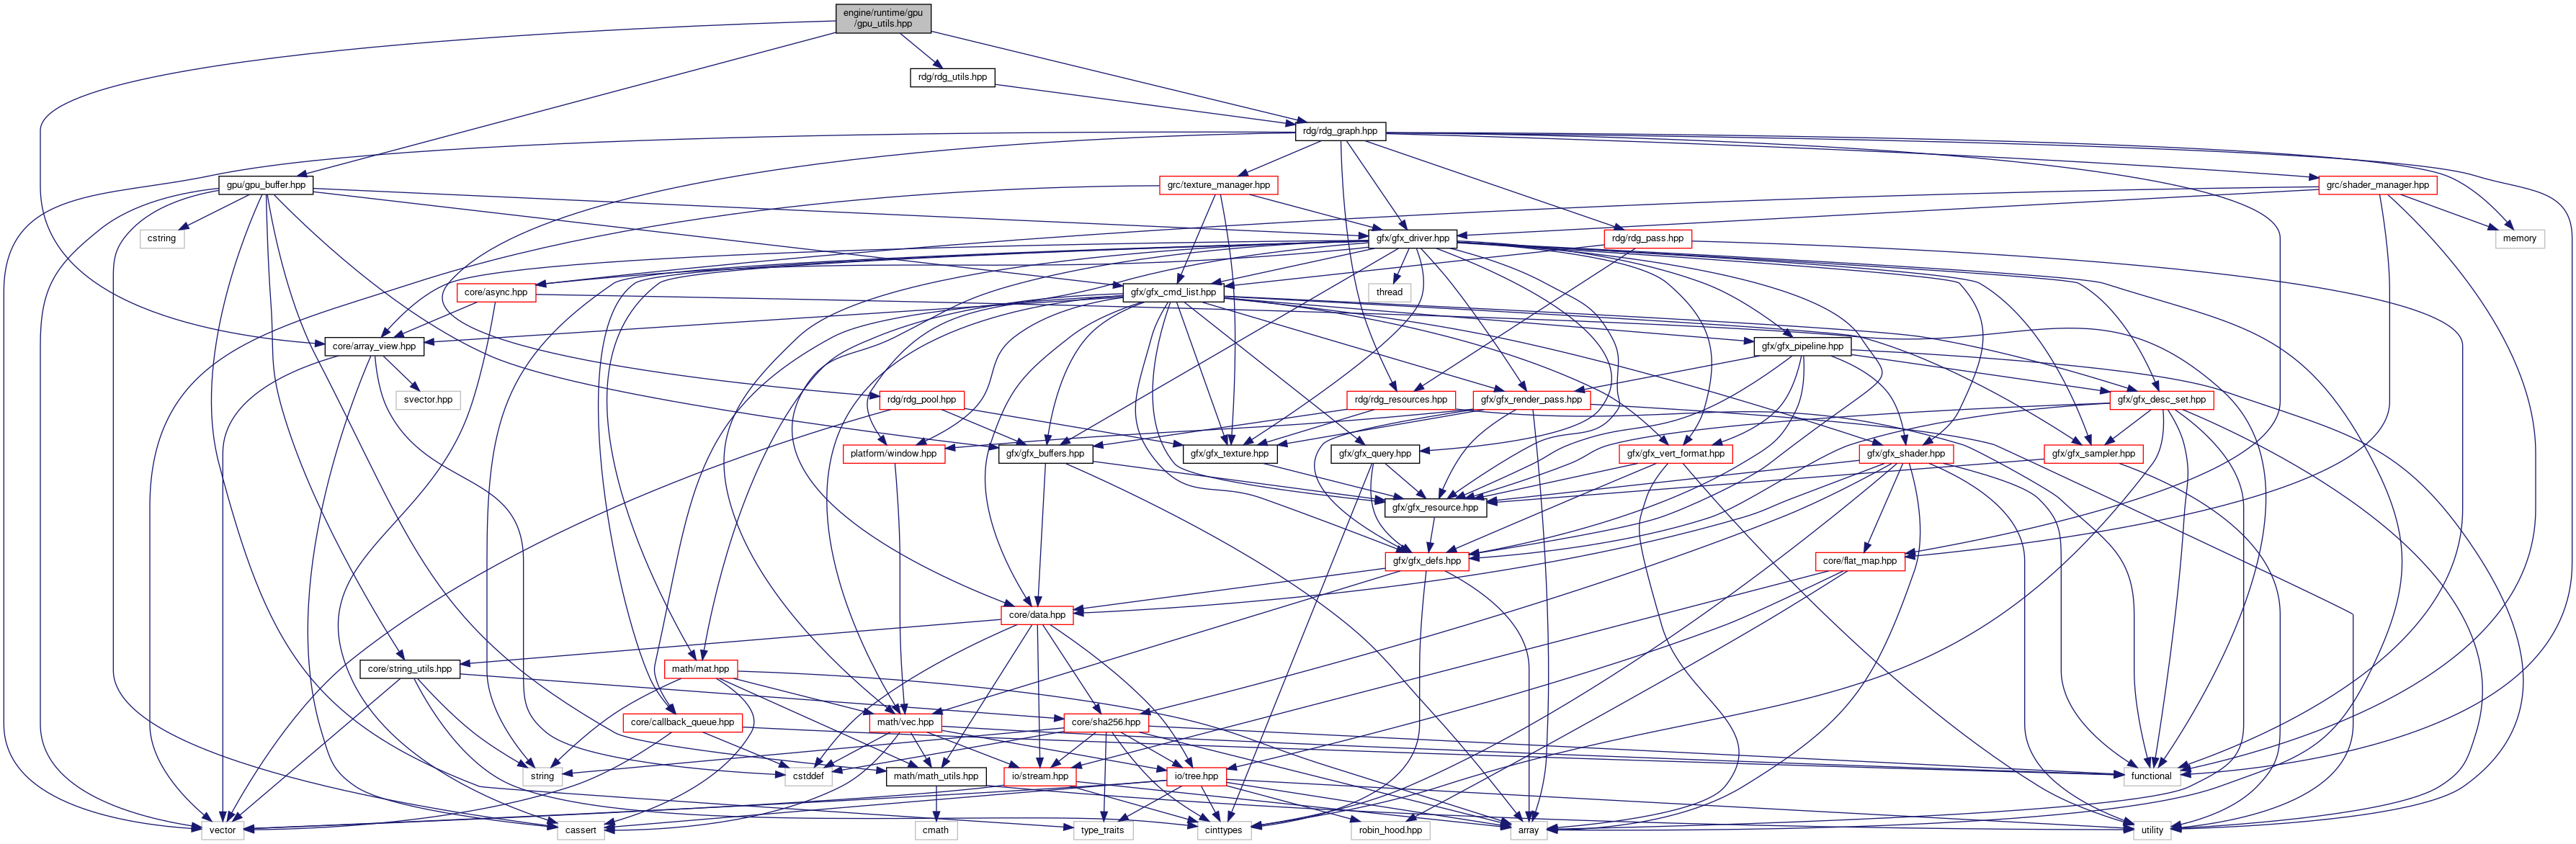 engine/runtime/gpu
/gpu_utils.hpp
rdg/rdg_utils.hpp
rdg/rdg_graph.hpp
gpu/gpu_buffer.hpp
grc/texture_manager.hpp
grc/shader_manager.hpp
cstring
gfx/gfx_driver.hpp
rdg/rdg_pass.hpp
memory
core/async.hpp
gfx/gfx_cmd_list.hpp
thread
core/array_view.hpp
gfx/gfx_pipeline.hpp
svector.hpp
rdg/rdg_pool.hpp
rdg/rdg_resources.hpp
gfx/gfx_render_pass.hpp
gfx/gfx_desc_set.hpp
platform/window.hpp
gfx/gfx_buffers.hpp
gfx/gfx_texture.hpp
gfx/gfx_query.hpp
gfx/gfx_vert_format.hpp
gfx/gfx_shader.hpp
gfx/gfx_sampler.hpp
gfx/gfx_resource.hpp
gfx/gfx_defs.hpp
core/flat_map.hpp
core/data.hpp
core/string_utils.hpp
math/mat.hpp
core/callback_queue.hpp
math/vec.hpp
core/sha256.hpp
string
cstddef
math/math_utils.hpp
io/stream.hpp
io/tree.hpp
functional
vector
cassert
cmath
type_traits
cinttypes
robin_hood.hpp
array
utility